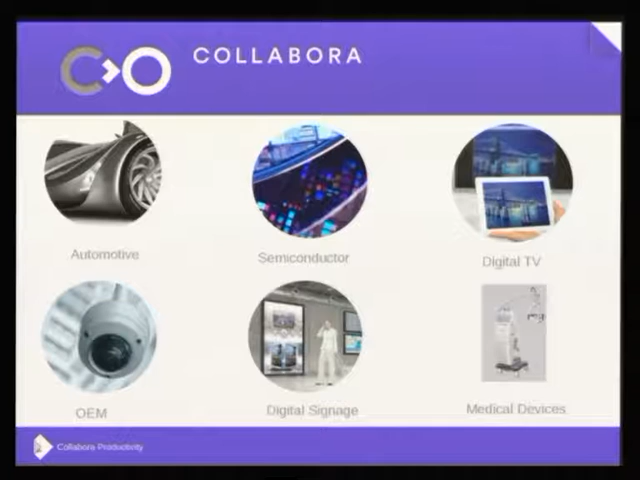 COLLABORA
Automotive
Semiconductor
Digital TV
OEM
Digital Signage
Medical Devices
Collabora Productivity